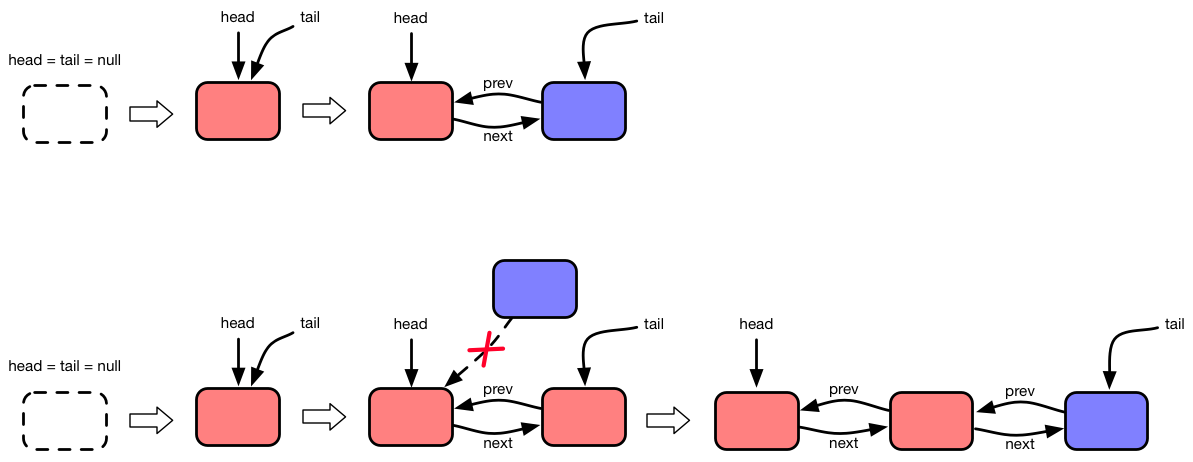 head
tail
head
tail
head = tail = null
prev
next
head
tail
head
tail
head
tail
head = tail = null
prev
next
prev
next
prev
next